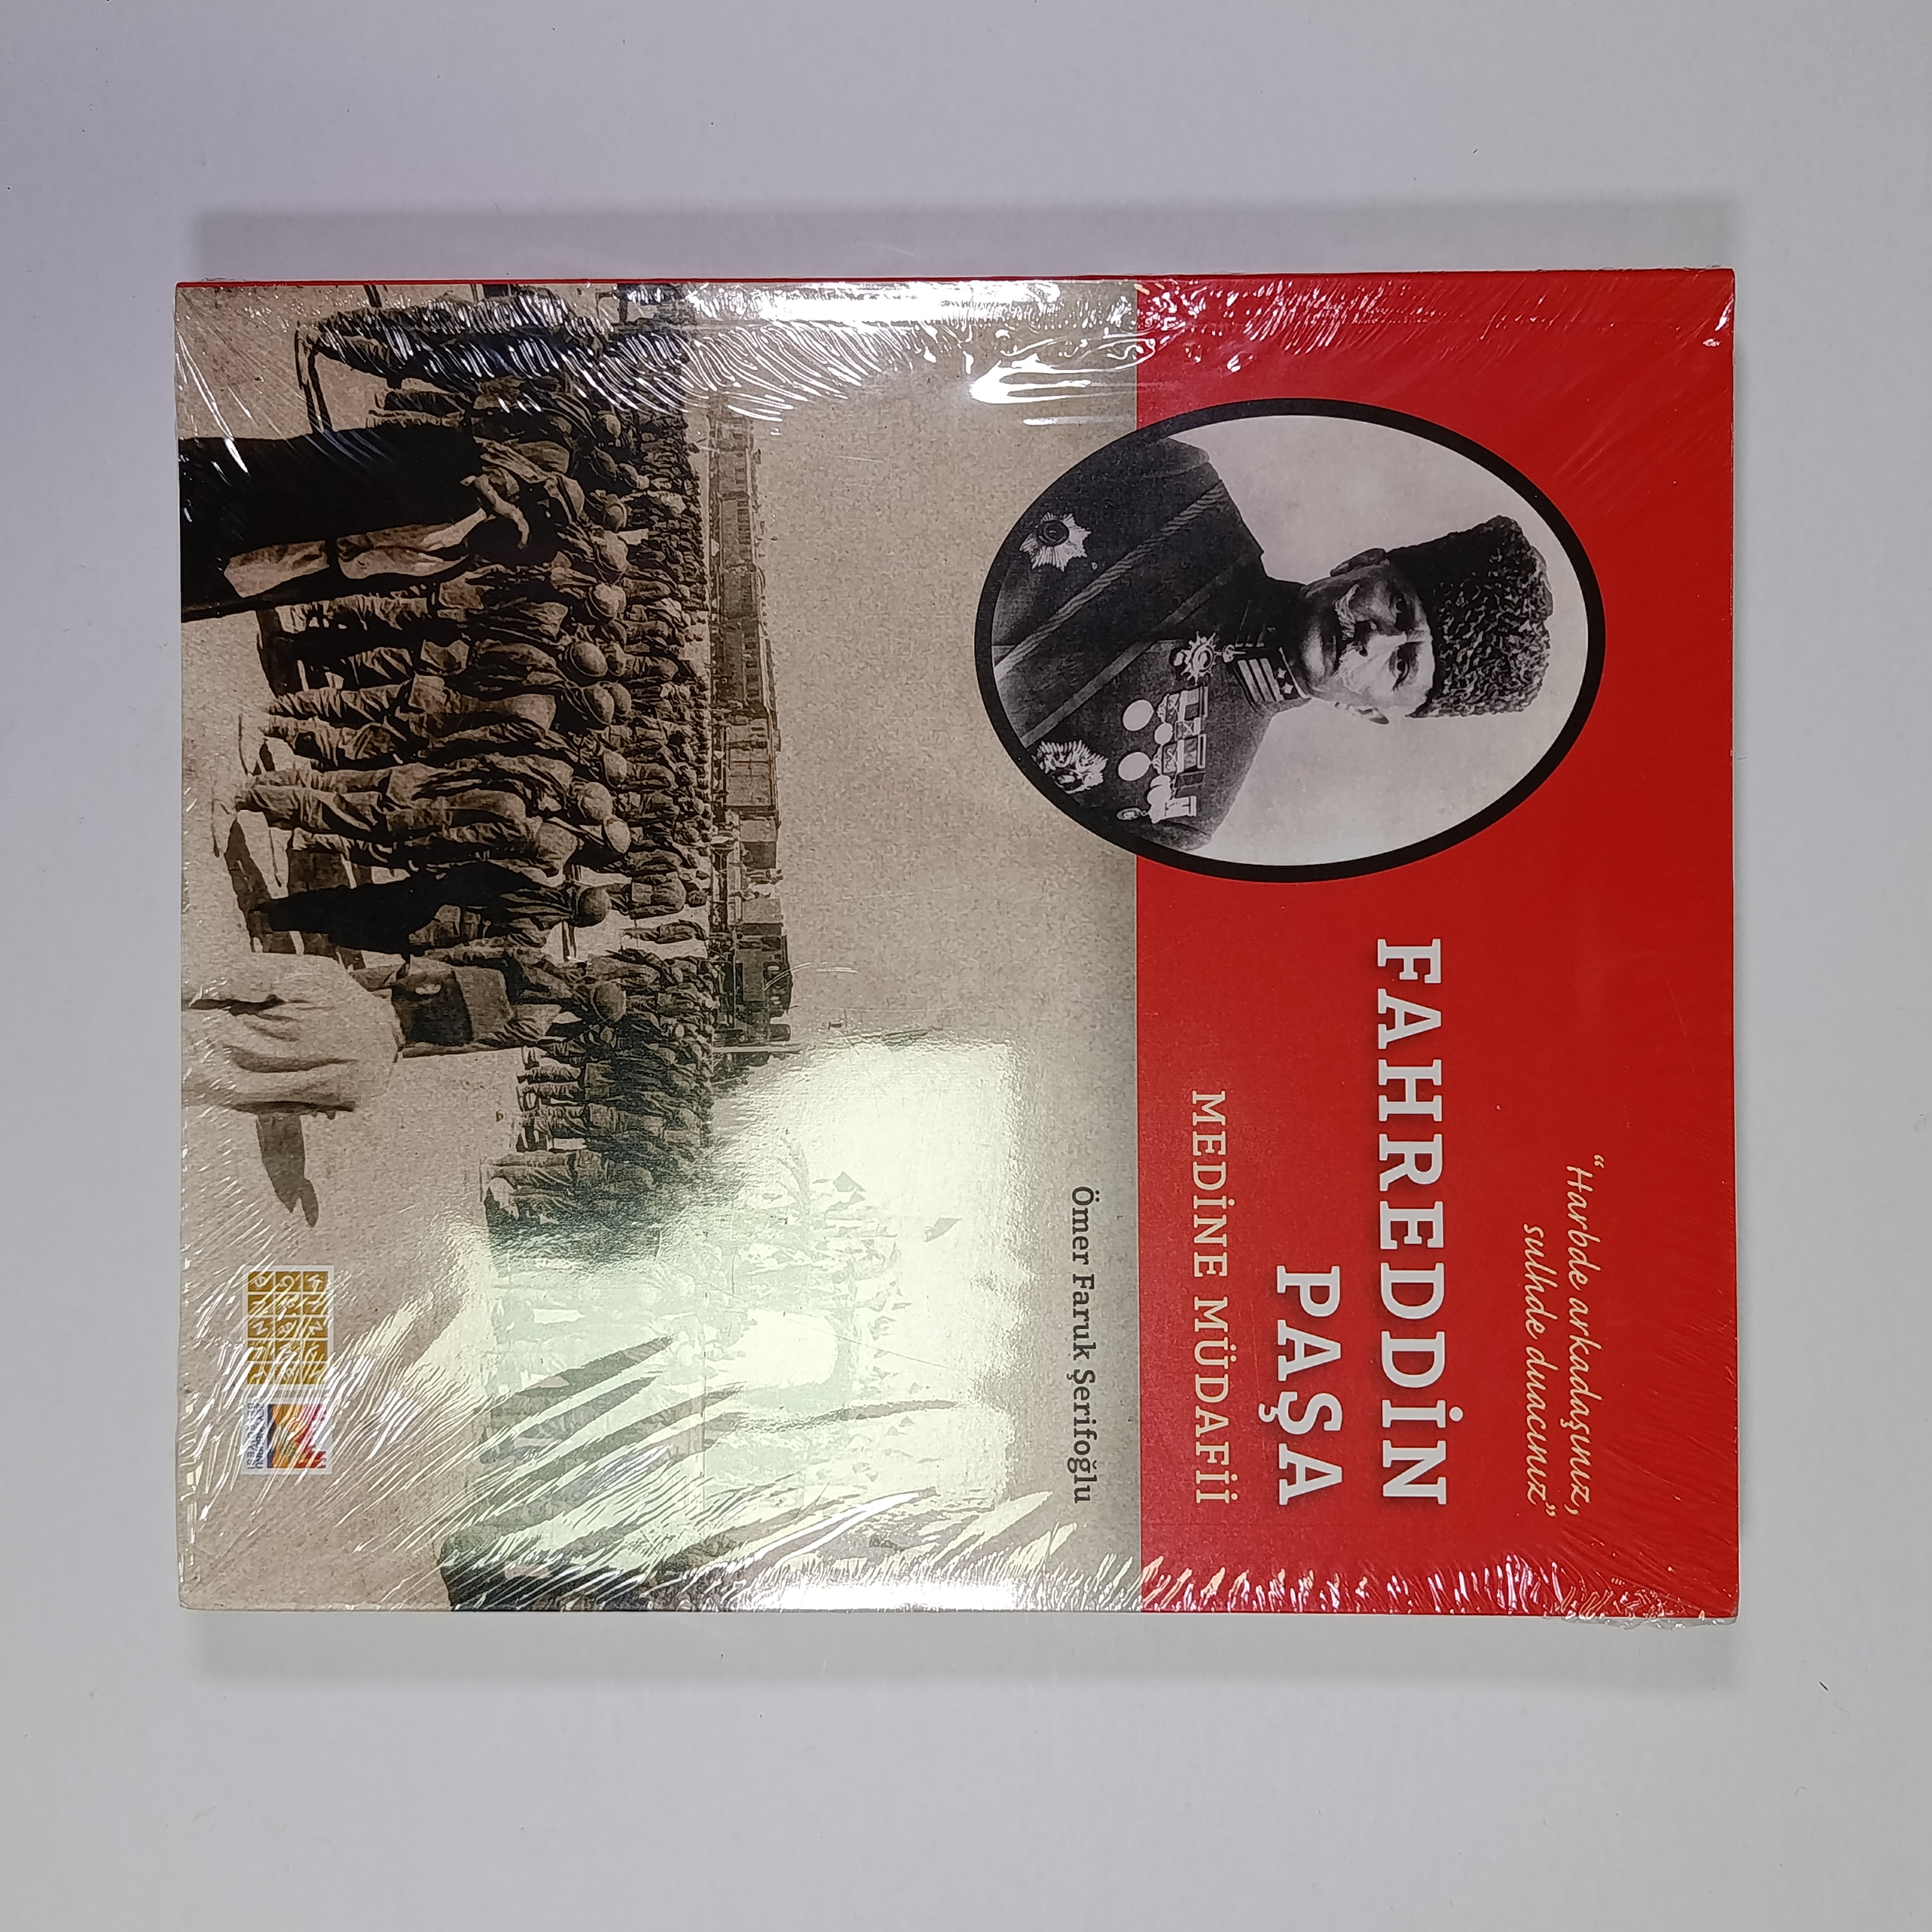 “Harbde arkadaşınız,
sulhde duacınız”
FAHREDDİN
PAŞA
MEDİNE MÜDAFİİ
Ömer Faruk Şerifoğlu